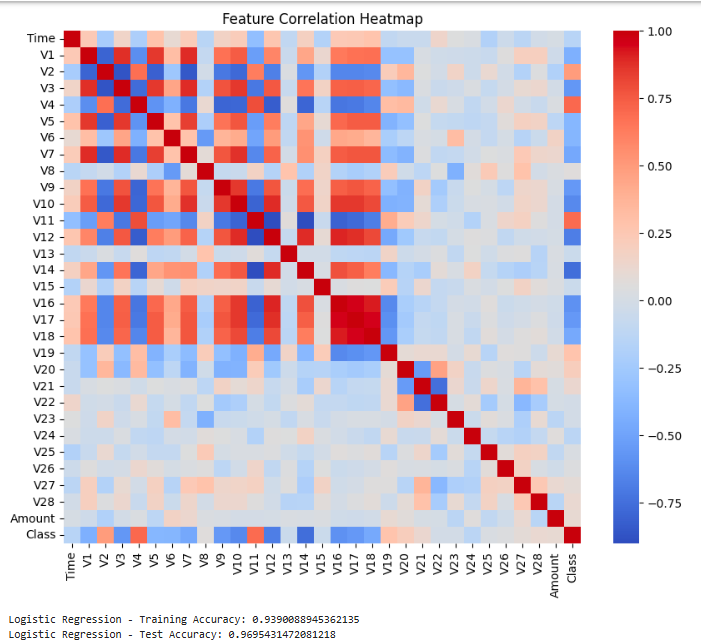 Feature Correlation Heatmap
Time
V1
V2
V3
V4
V5
V6
V7
V8
V9
V10
V11
V12
V13
V14
V15
V16
V17
V18
V19
V20
V21
V22
V23
V24
V25
V26
V27
V28
Amount
Class
Time
V1
V2
V3
V4
V5
V6
V7
V8
V9
V10
V11
V12
V13
V14
V15
V16
V17
V18
V19
V20
V21
V22
V23
V24
V25
V26
V27
V28
Amount
Class
1.00
0.75
0.50
0.25
0.00
−0.25
−0.50
−0.75
Logistic Regression - Training Accuracy: 0.9390088945362135
Logistic Regression - Test Accuracy: 0.9695431472081218